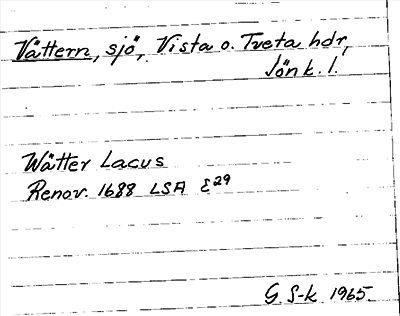 Vättern, sjö, Vista o. Tveta hdr,
Jönk. l.
Wätter Lacus
Renov. 1688 LSA E29
G. S-k 1965.